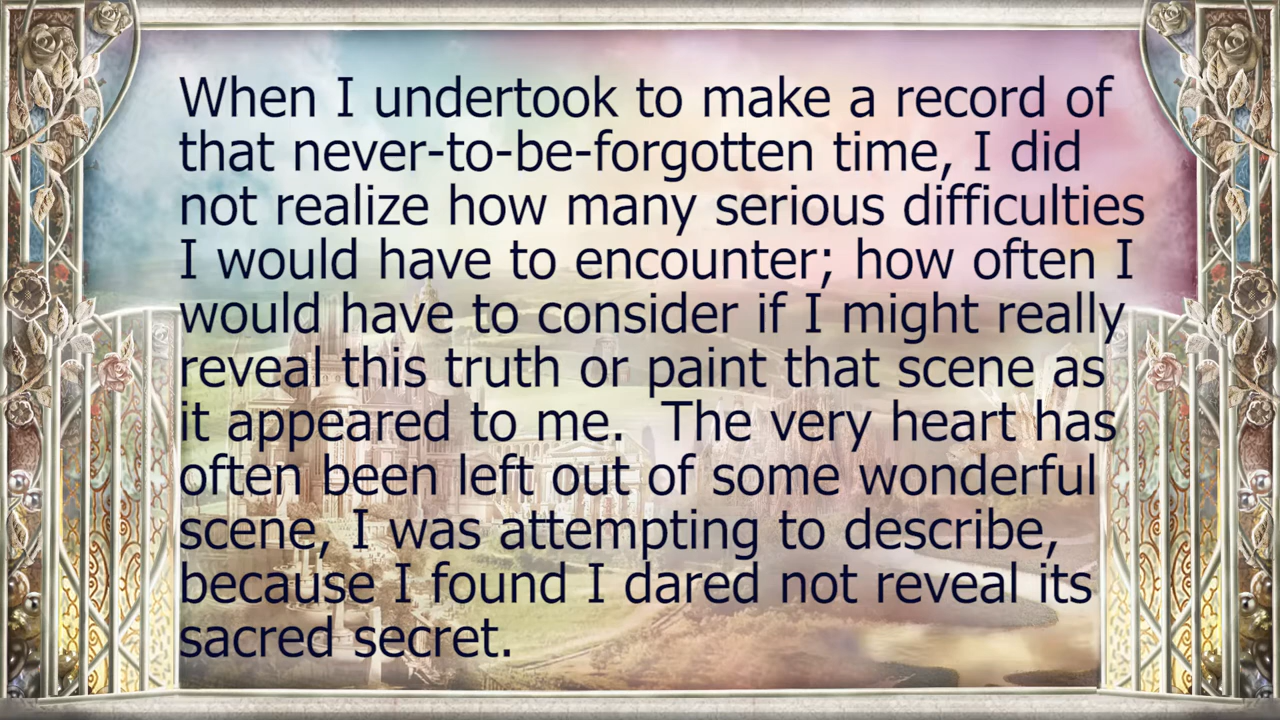 When I undertook to make a record of
that never-to-be-forgotten time, I did
not realize how many serious difficulties
I would have to encounter; how often I
would have to consider if I might really
reveal this truth or paint that scene as
it appeared to me.  The very heart has
often been left out of some wonderful
scene, I was attempting to describe,
because I found I dared not reveal its
sacred secret.